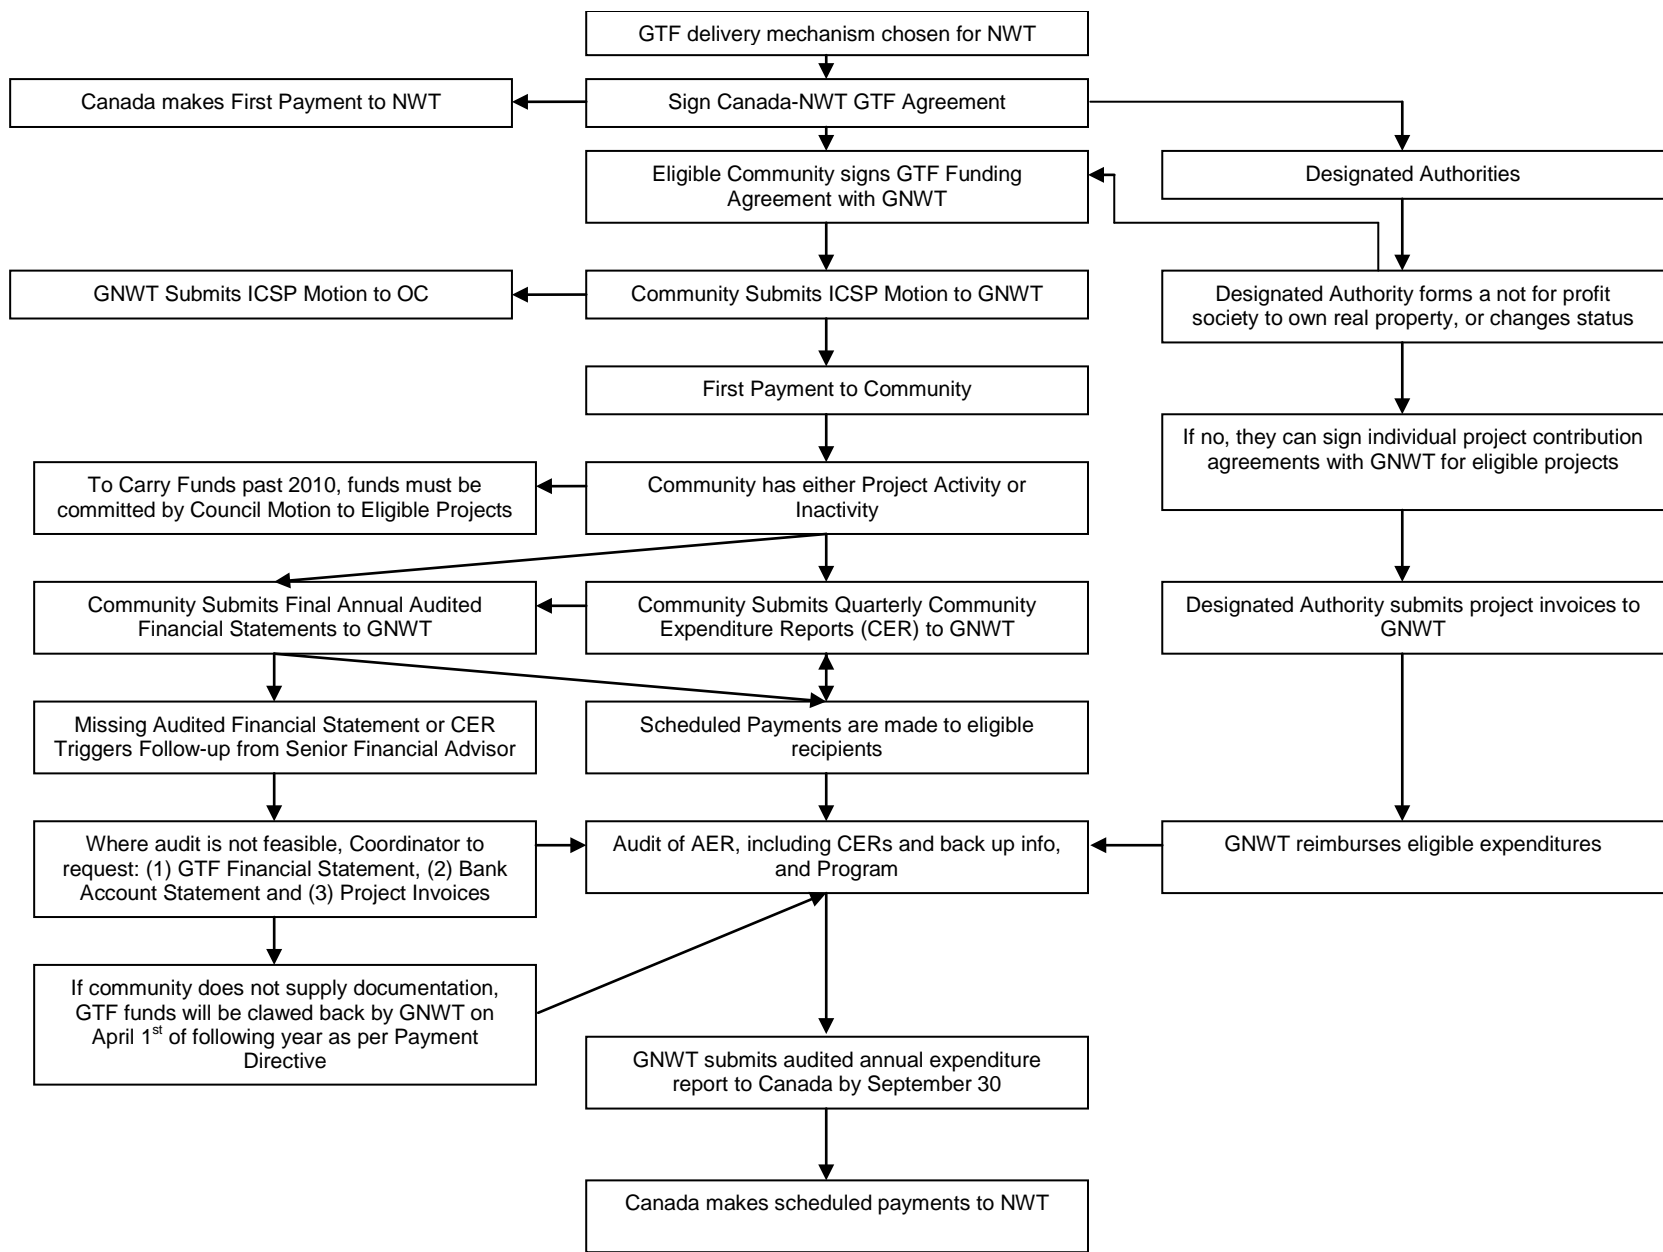 GTF delivery mechanism chosen for NWT
Canada makes First Payment to NWT
Sign Canada-NWT GTF Agreement
Eligible Community signs GTF Funding
Agreement with GNWT
Designated Authorities
GNWT Submits ICSP Motion to OC
Community Submits ICSP Motion to GNWT
Designated Authority forms a not for profit
society to own real property, or changes status
First Payment to Community
If no, they can sign individual project contribution
agreements with GNWT for eligible projects
To Carry Funds past 2010, funds must be
committed by Council Motion to Eligible Projects
Community has either Project Activity or
Inactivity
Community Submits Final Annual Audited
Financial Statements to GNWT
Community Submits Quarterly Community
Expenditure Reports (CER) to GNWT
Designated Authority submits project invoices to
GNWT
Missing Audited Financial Statement or CER
Triggers Follow-up from Senior Financial Advisor
Scheduled Payments are made to eligible
recipients
Where audit is not feasible, Coordinator to
request: (1) GTF Financial Statement, (2) Bank
Account Statement and (3) Project Invoices
Audit of AER, including CERs and back up info,
and Program
GNWT reimburses eligible expenditures
If community does not supply documentation,
GTF funds will be clawed back by GNWT on
April 1st of following year as per Payment
Directive
GNWT submits audited annual expenditure
report to Canada by September 30
Canada makes scheduled payments to NWT